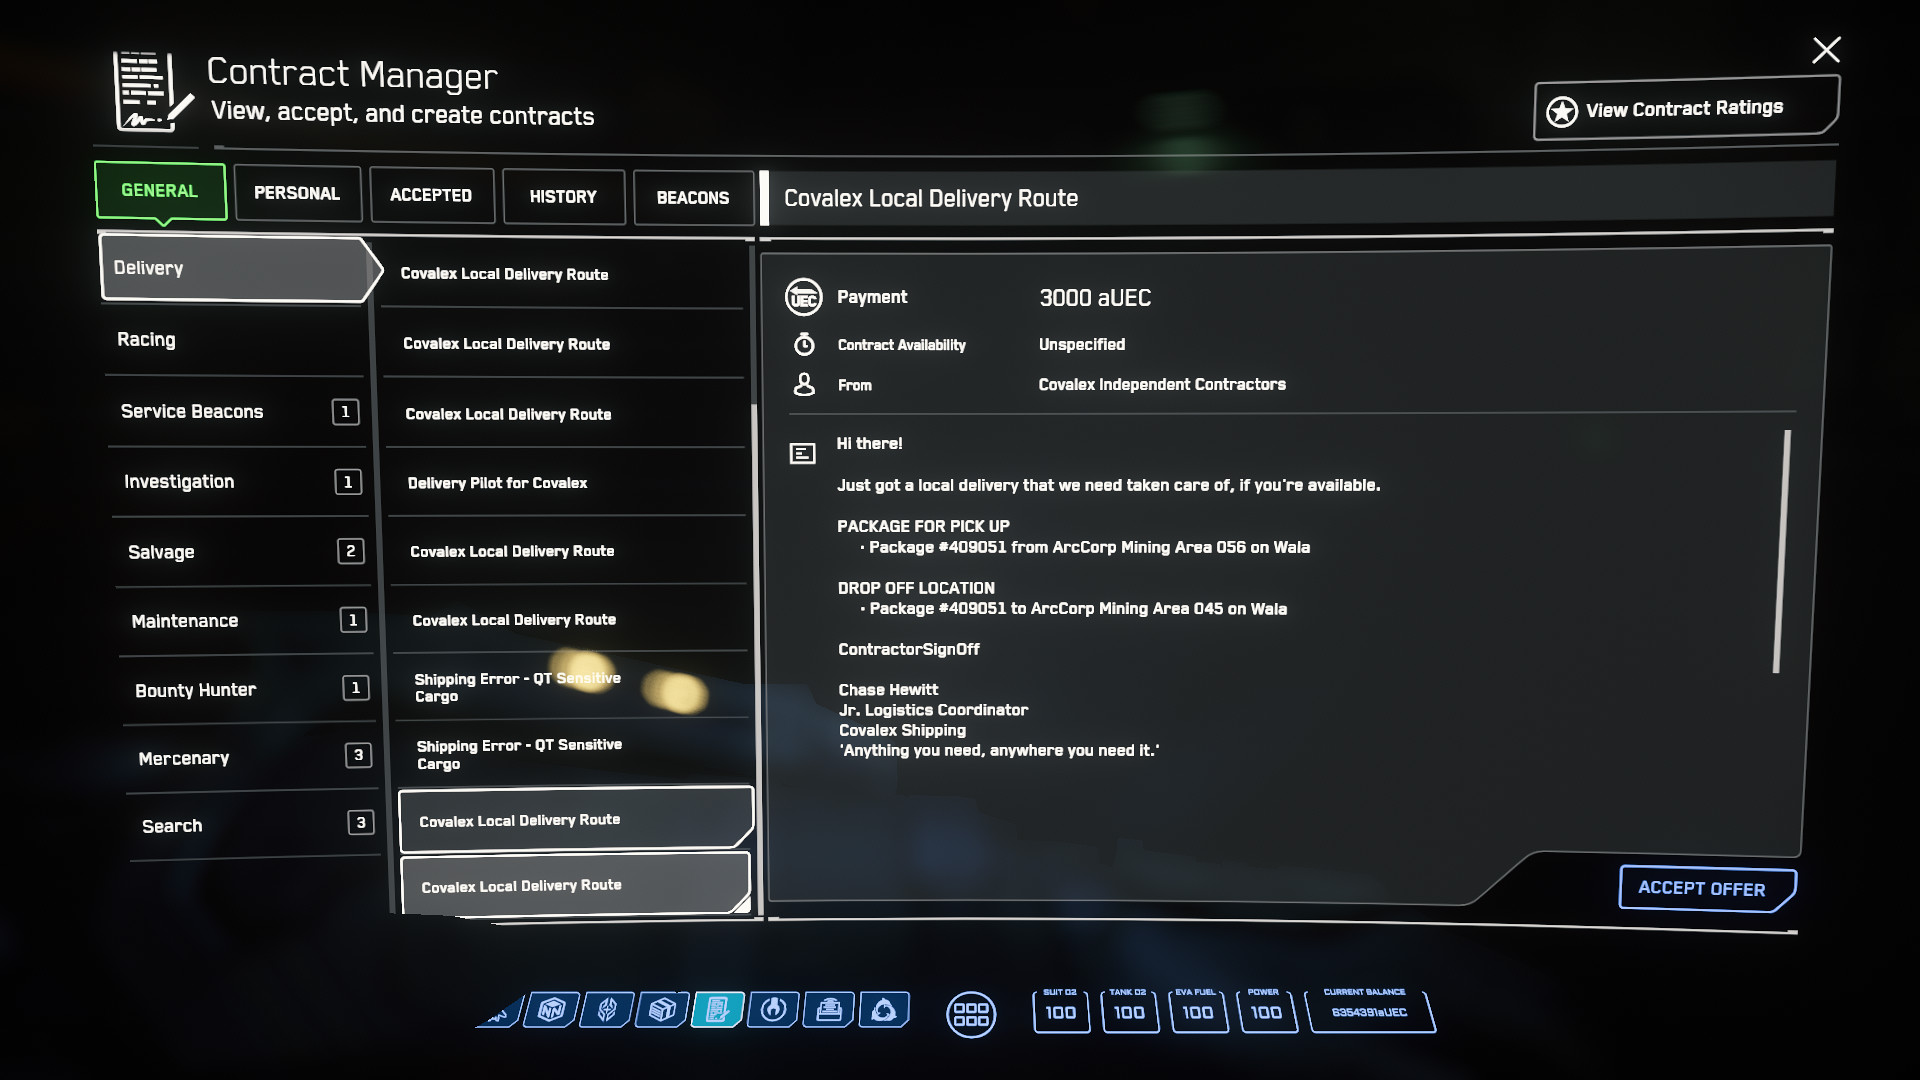 Contract Manager
View, accept, and create contracts
View Contract Ratings
GENERAL
PERSONAL
ACCEPTED
HISTORY
BEACONS
Covalex Local Delivery Route
Delivery
Racing
Service Beacons 1
Investigation 1
Salvage 2
Maintenance 1
Bounty Hunter 1
Mercenary 3
Search 3
Covalex Local Delivery Route
Covalex Local Delivery Route
Covalex Local Delivery Route
Delivery Pilot for Covalex
Covalex Local Delivery Route
Covalex Local Delivery Route
Shipping Error - QT Sensitive
Cargo
Shipping Error - QT Sensitive
Cargo
Covalex Local Delivery Route
Covalex Local Delivery Route
UEC Payment 3000 aUEC
Contract Availability Unspecified
From Covalex Independent Contractors
Hi there!
Just got a local delivery that we need taken care of, if you're available.
PACKAGE FOR PICK UP
· Package #409051 from ArcCorp Mining Area 056 on Wala
DROP OFF LOCATION
· Package #409051 to ArcCorp Mining Area 045 on Wala
ContractorSignOff
Chase Hewitt
Jr. Logistics Coordinator
Covalex Shipping
'Anything you need, anywhere you need it.'
ACCEPT OFFER
SUIT O2
100
TANK O2
100
EVA FUEL
100
POWER
100
CURRENT BALANCE
6354391aUEC